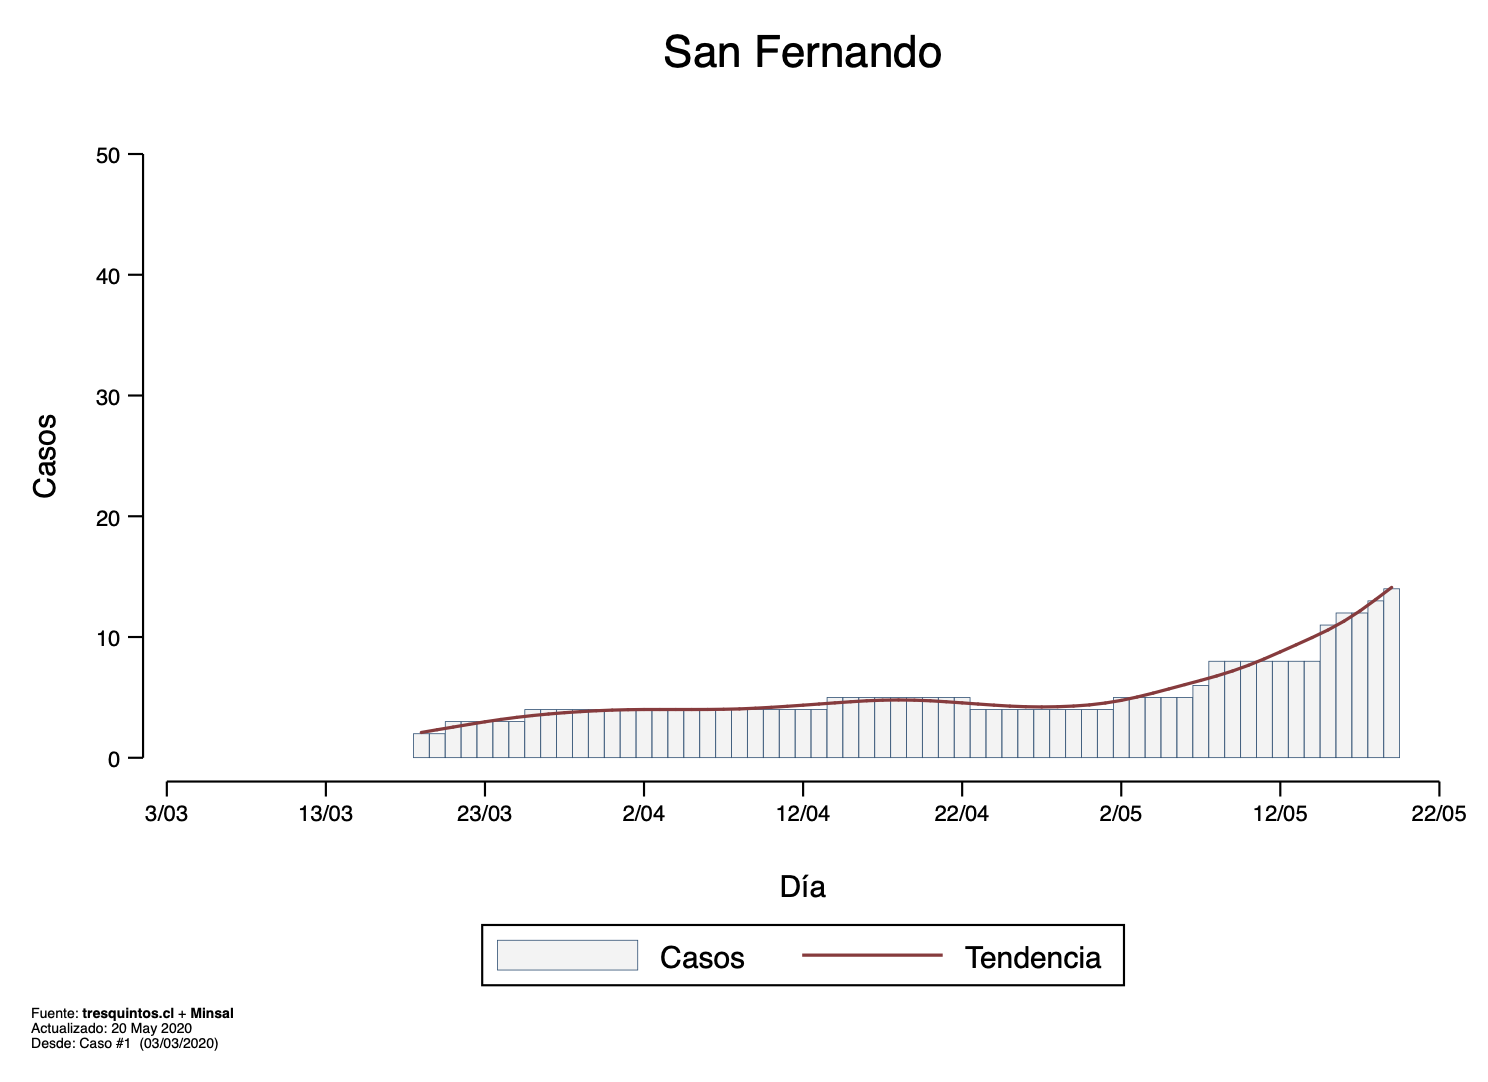 San Fernando
50
40
30
20
10
0
Casos
3/03 13/03 23/03 2/04 12/04 22/04 2/05 12/05 22/05
Día
Casos Tendencia
Fuente: tresquintos.cl + Minsal
Actualizado: 20 May 2020
Desde: Caso #1 (03/03/2020)